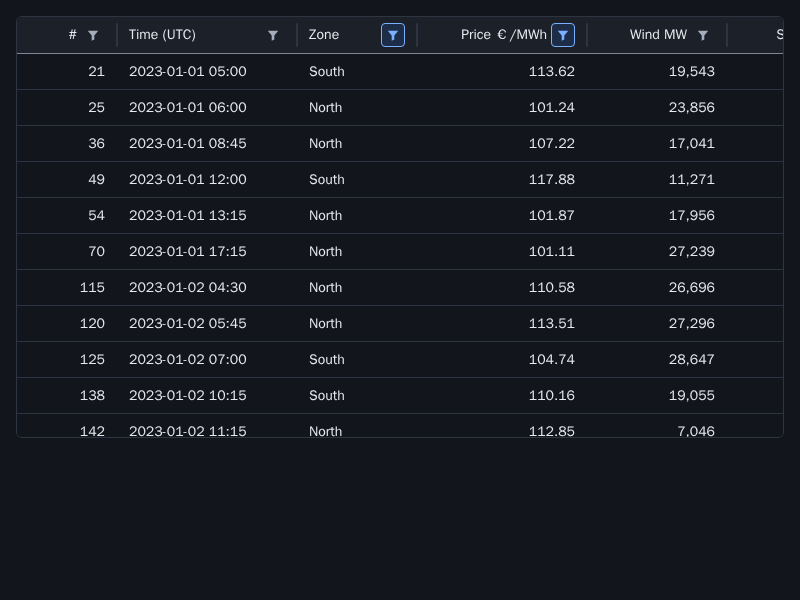 # Time (UTC) Zone Price €/MWh Wind MW S
21 2023-01-01 05:00 South 113.62 19,543
25 2023-01-01 06:00 North 101.24 23,856
36 2023-01-01 08:45 North 107.22 17,041
49 2023-01-01 12:00 South 117.88 11,271
54 2023-01-01 13:15 North 101.87 17,956
70 2023-01-01 17:15 North 101.11 27,239
115 2023-01-02 04:30 North 110.58 26,696
120 2023-01-02 05:45 North 113.51 27,296
125 2023-01-02 07:00 South 104.74 28,647
138 2023-01-02 10:15 South 110.16 19,055
142 2023-01-02 11:15 North 112.85 7,046